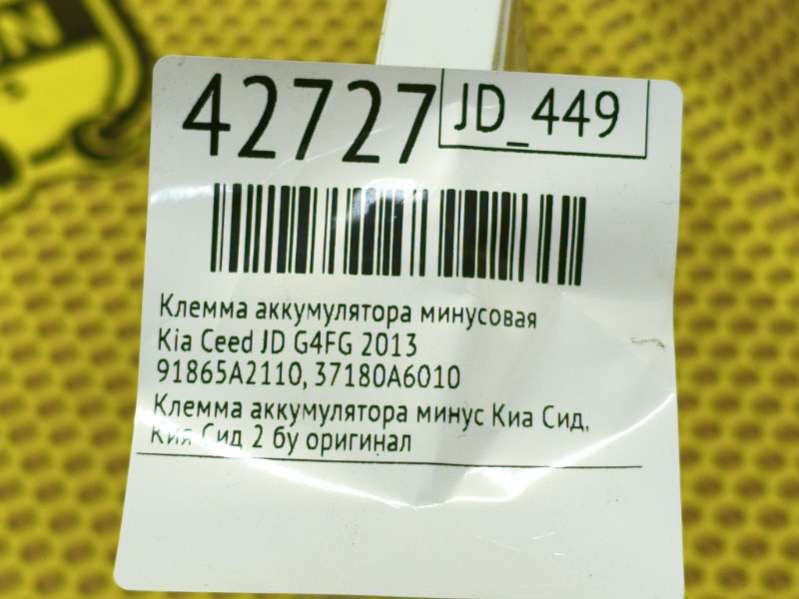 42727
JD_449
Клемма аккумулятора минусовая
Kia Ceed JD G4FG 2013
91865A2110, 37180A6010
Клемма аккумулятора минус Киа Сид,
Кия Сид 2 бу оригинал